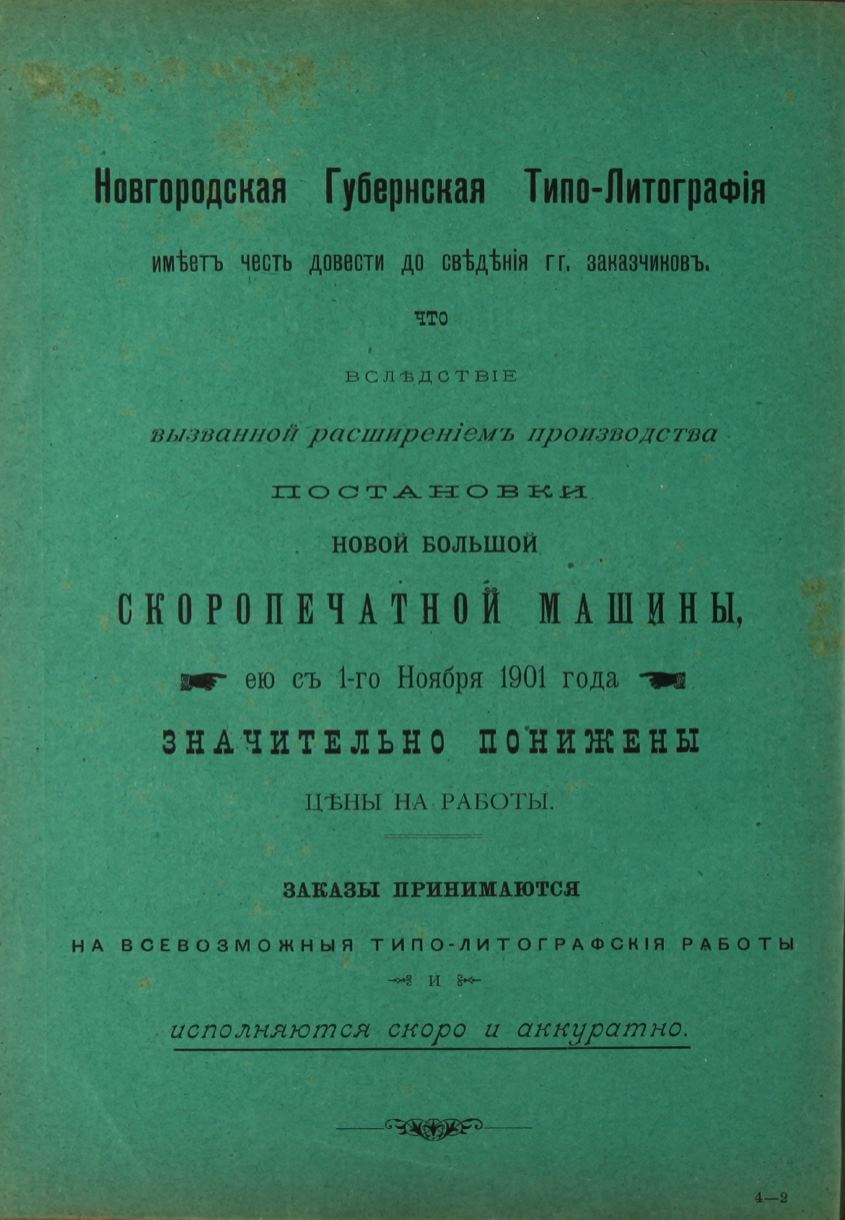 Новгородская Губернская Типо-Литографія
имѣетъ честь довести до свѣдѣнія гг. заказчиковъ.
что
ВСЛѢДСТВІЕ
вызванной расширеніемъ производства
ПОСТАНОВКИ
НОВОЙ БОЛЬШОЙ
СКОРОПЕЧАТНОЙ МАШИНЫ,
ею съ 1-го Ноября 1901 года
ЗНАЧИТЕЛЬНО ПОНИЖЕНЫ
ЦѢНЫ НА РАБОТЫ.
ЗАКАЗЫ ПРИНИМАЮТСЯ
НА ВСЕВОЗМОЖНЫЯ ТИПО-ЛИТОГРАФСКІЯ РАБОТЫ
И
исполняются скоро и аккуратно.
4—2